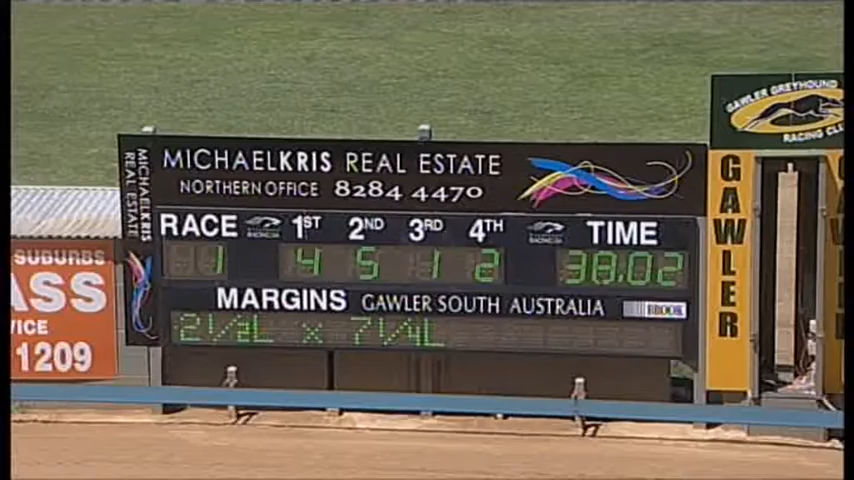 MICHAELKRIS REAL ESTATE
NORTHERN OFFICE 8284 4470
MICHAELKRIS REAL ESTATE
RACE 1ST 2ND 3RD 4TH TIME
1 4 5 1 2 38.02
MARGINS GAWLER SOUTH AUSTRALIA
2 1/2L x 7 1/4L
GAWLER GREYHOUND
RACING CL
GAWLER
SUBURBS
ASS
ICE
1209